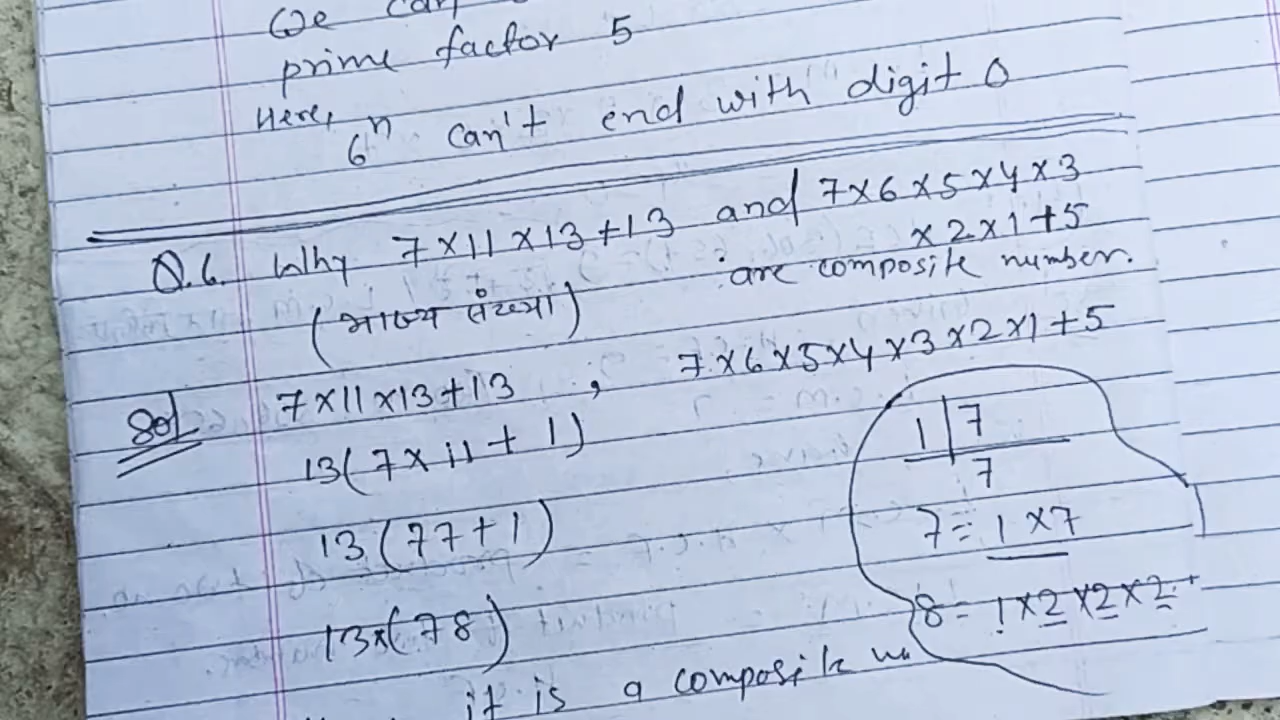 We can
prime factor 5
Here,
6ⁿ can't end with digit 0
Q.6. Why 7×11×13+13 and 7×6×5×4×3
×2×1+5
(भाज्य संख्या) are composite number.
Sol 7×11×13+13 , 7×6×5×4×3×2×1+5
13(7×11+1)
13(77+1)
13×(78)
it is a composite no
1|7
7
7=1×7
8=1×2×2×2